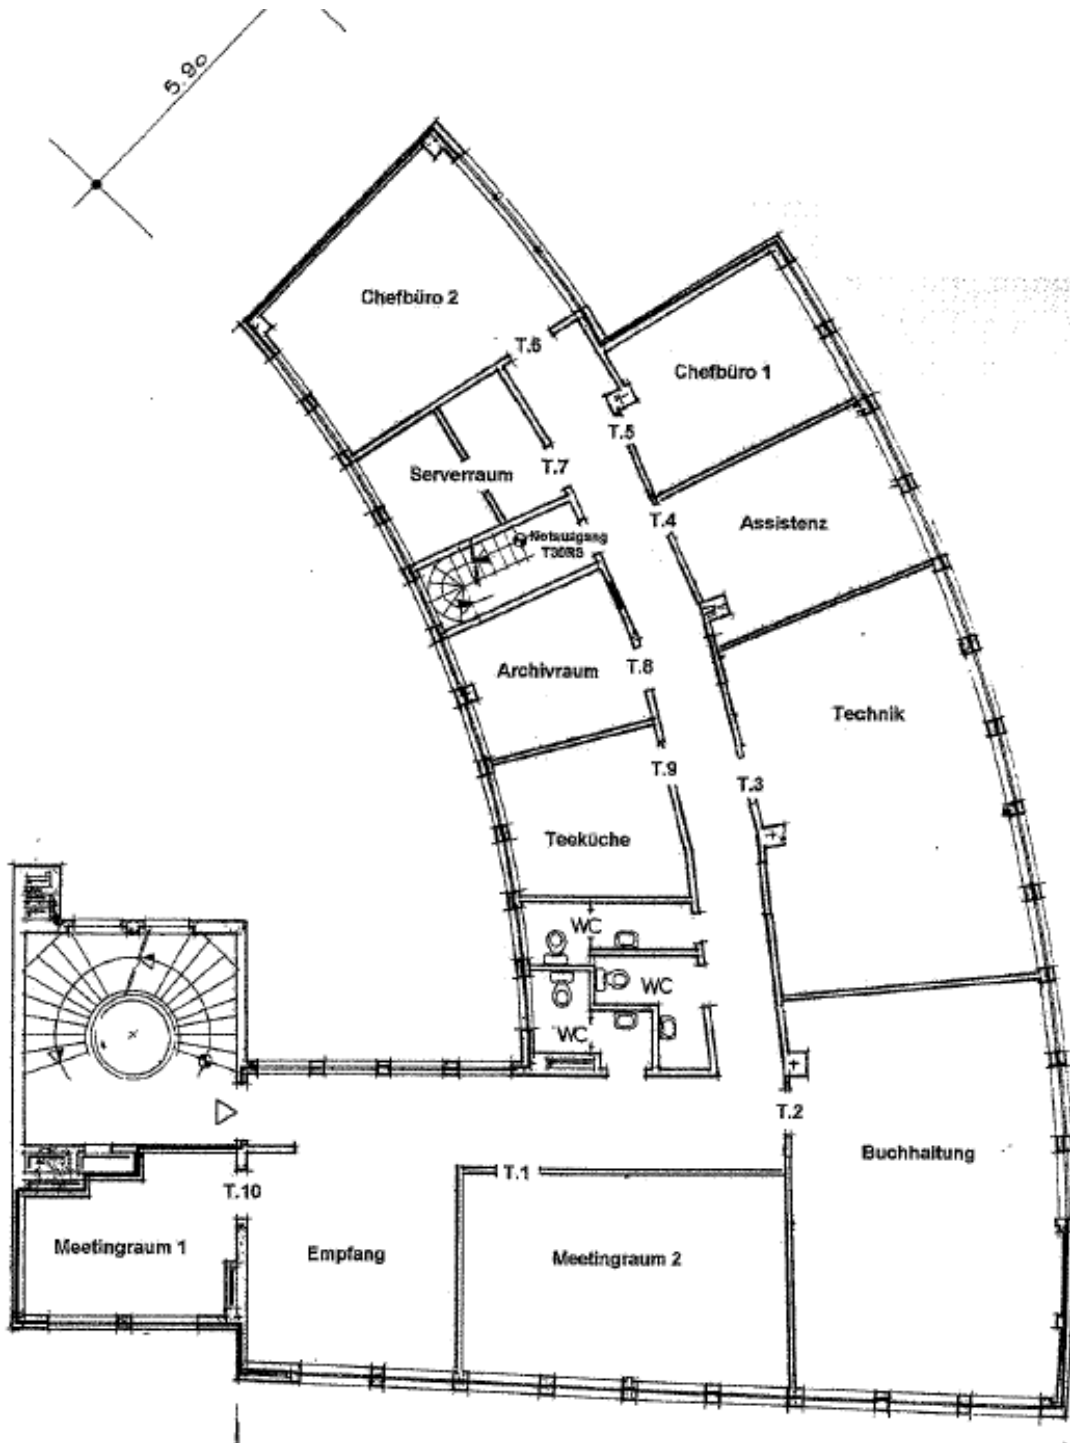 5.90
Chefbüro 2
T.6
Chefbüro 1
T.5
T.7
Serverraum
T.4
Assistenz
Notausgang
T30RS
Archivraum
T.8
Technik
T.9
T.3
Teeküche
WC
WC
WC
T.2
Buchhaltung
T.1
T.10
Meetingraum 1
Empfang
Meetingraum 2